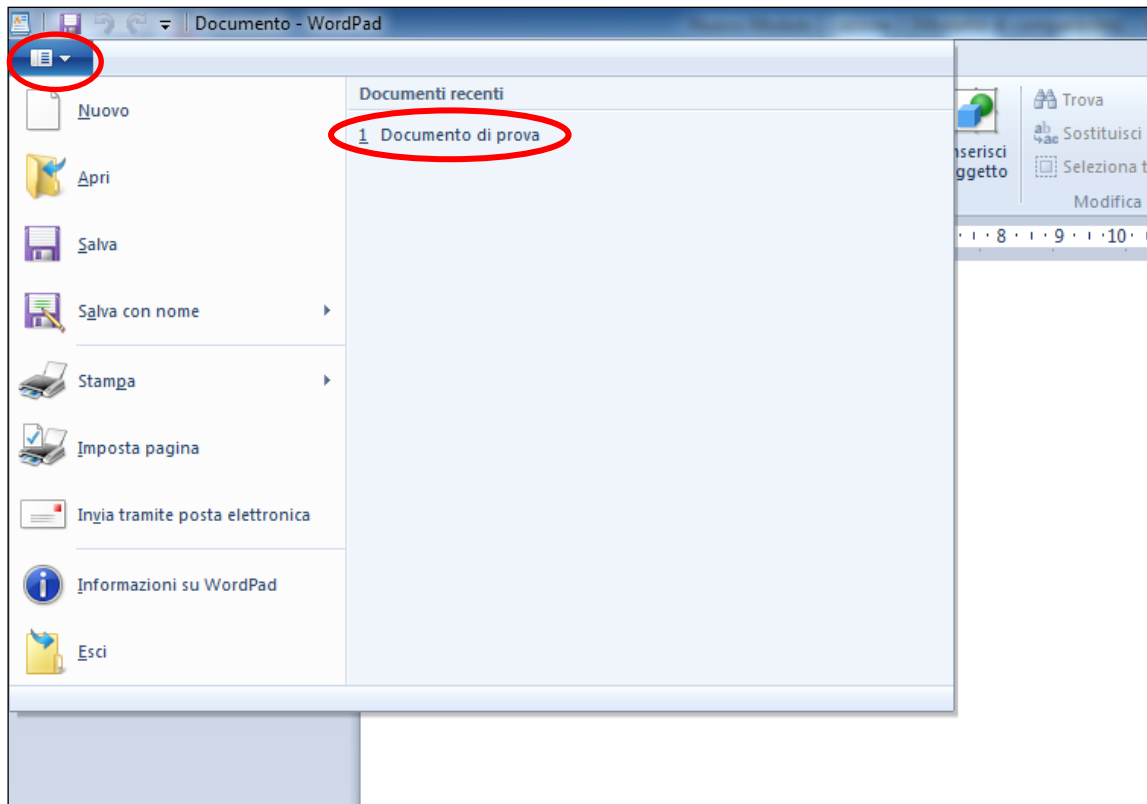 Documento - WordPad
Nuovo
Apri
Salva
Salva con nome
Stampa
Imposta pagina
Invia tramite posta elettronica
Informazioni su WordPad
Esci
Documenti recenti
1 Documento di prova
nserisci
ggetto
Trova
Sostituisci
Seleziona t
Modifica
8 9 10